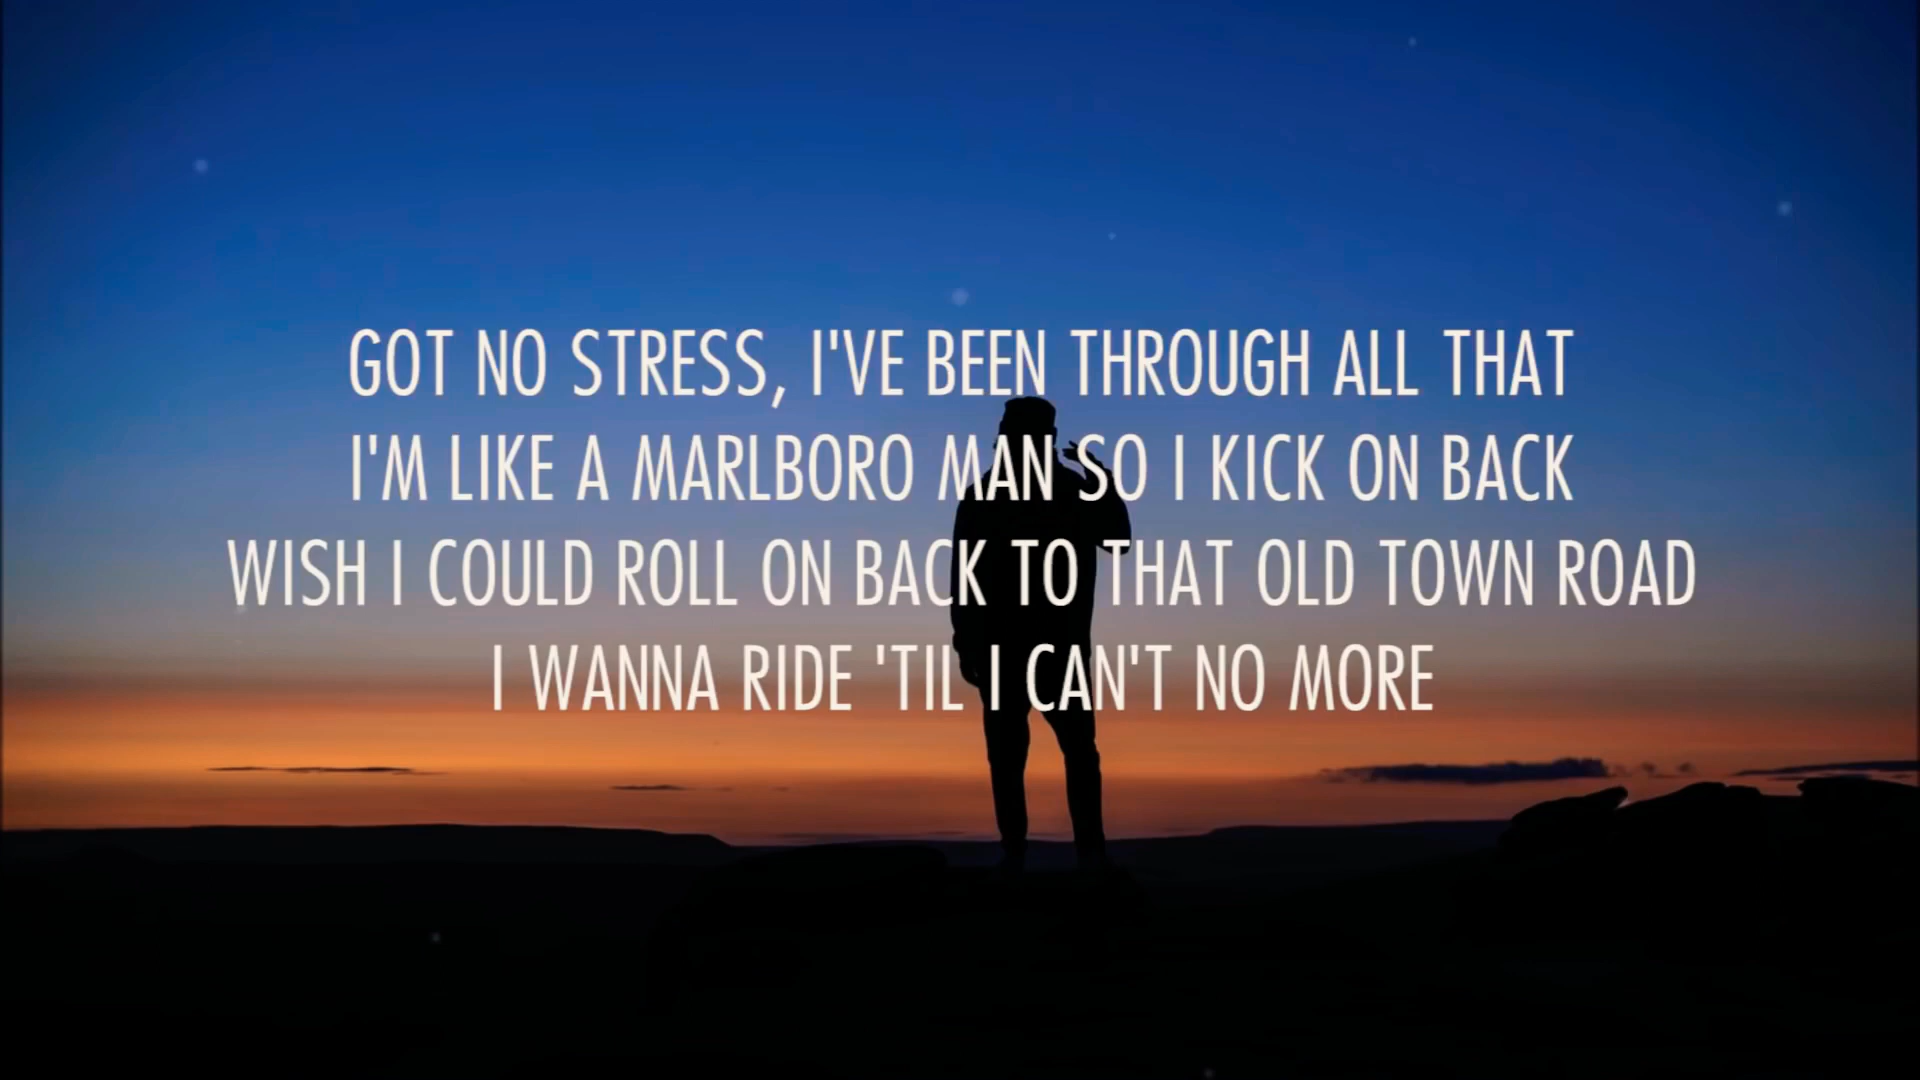 GOT NO STRESS, I'VE BEEN THROUGH ALL THAT
I'M LIKE A MARLBORO MAN SO I KICK ON BACK
WISH I COULD ROLL ON BACK TO THAT OLD TOWN ROAD
I WANNA RIDE 'TIL I CAN'T NO MORE